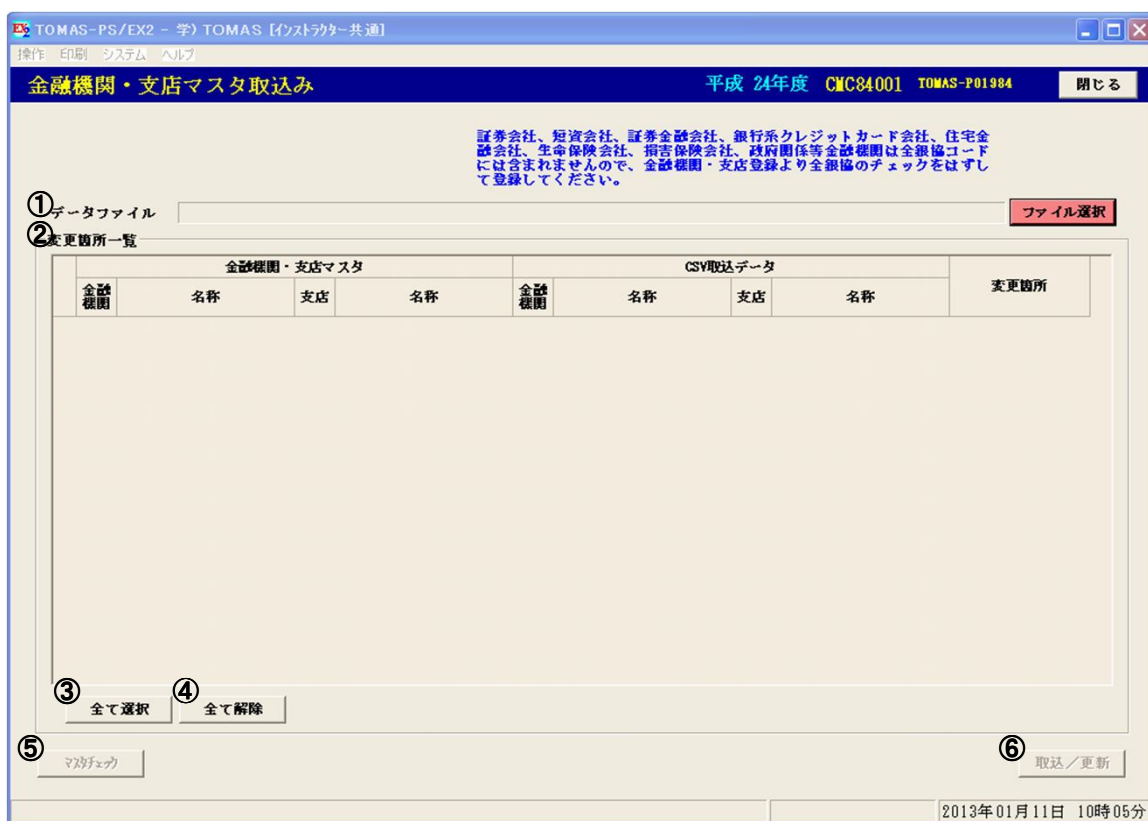 TOMAS-PS/EX2 - 学) TOMAS [インストラクター共通]
操作 印刷 システム ヘルプ
金融機関・支店マスタ取込み 平成 24年度 CMC84001 TOMAS-P01984 閉じる
証券会社、短資会社、証券金融会社、銀行系クレジットカード会社、住宅金
融会社、生命保険会社、損害保険会社、政府関係等金融機関は全銀協コード
には含まれませんので、金融機関・支店登録より全銀協のチェックをはずし
て登録してください。
① データファイル ファイル選択
② 変更箇所一覧
金融機関・支店マスタ CSV取込データ
金融機関 名称 支店 名称 金融機関 名称 支店 名称 変更箇所
③ 全て選択 ④ 全て解除
⑤ マスタチェック ⑥ 取込／更新
2013年01月11日 10時05分